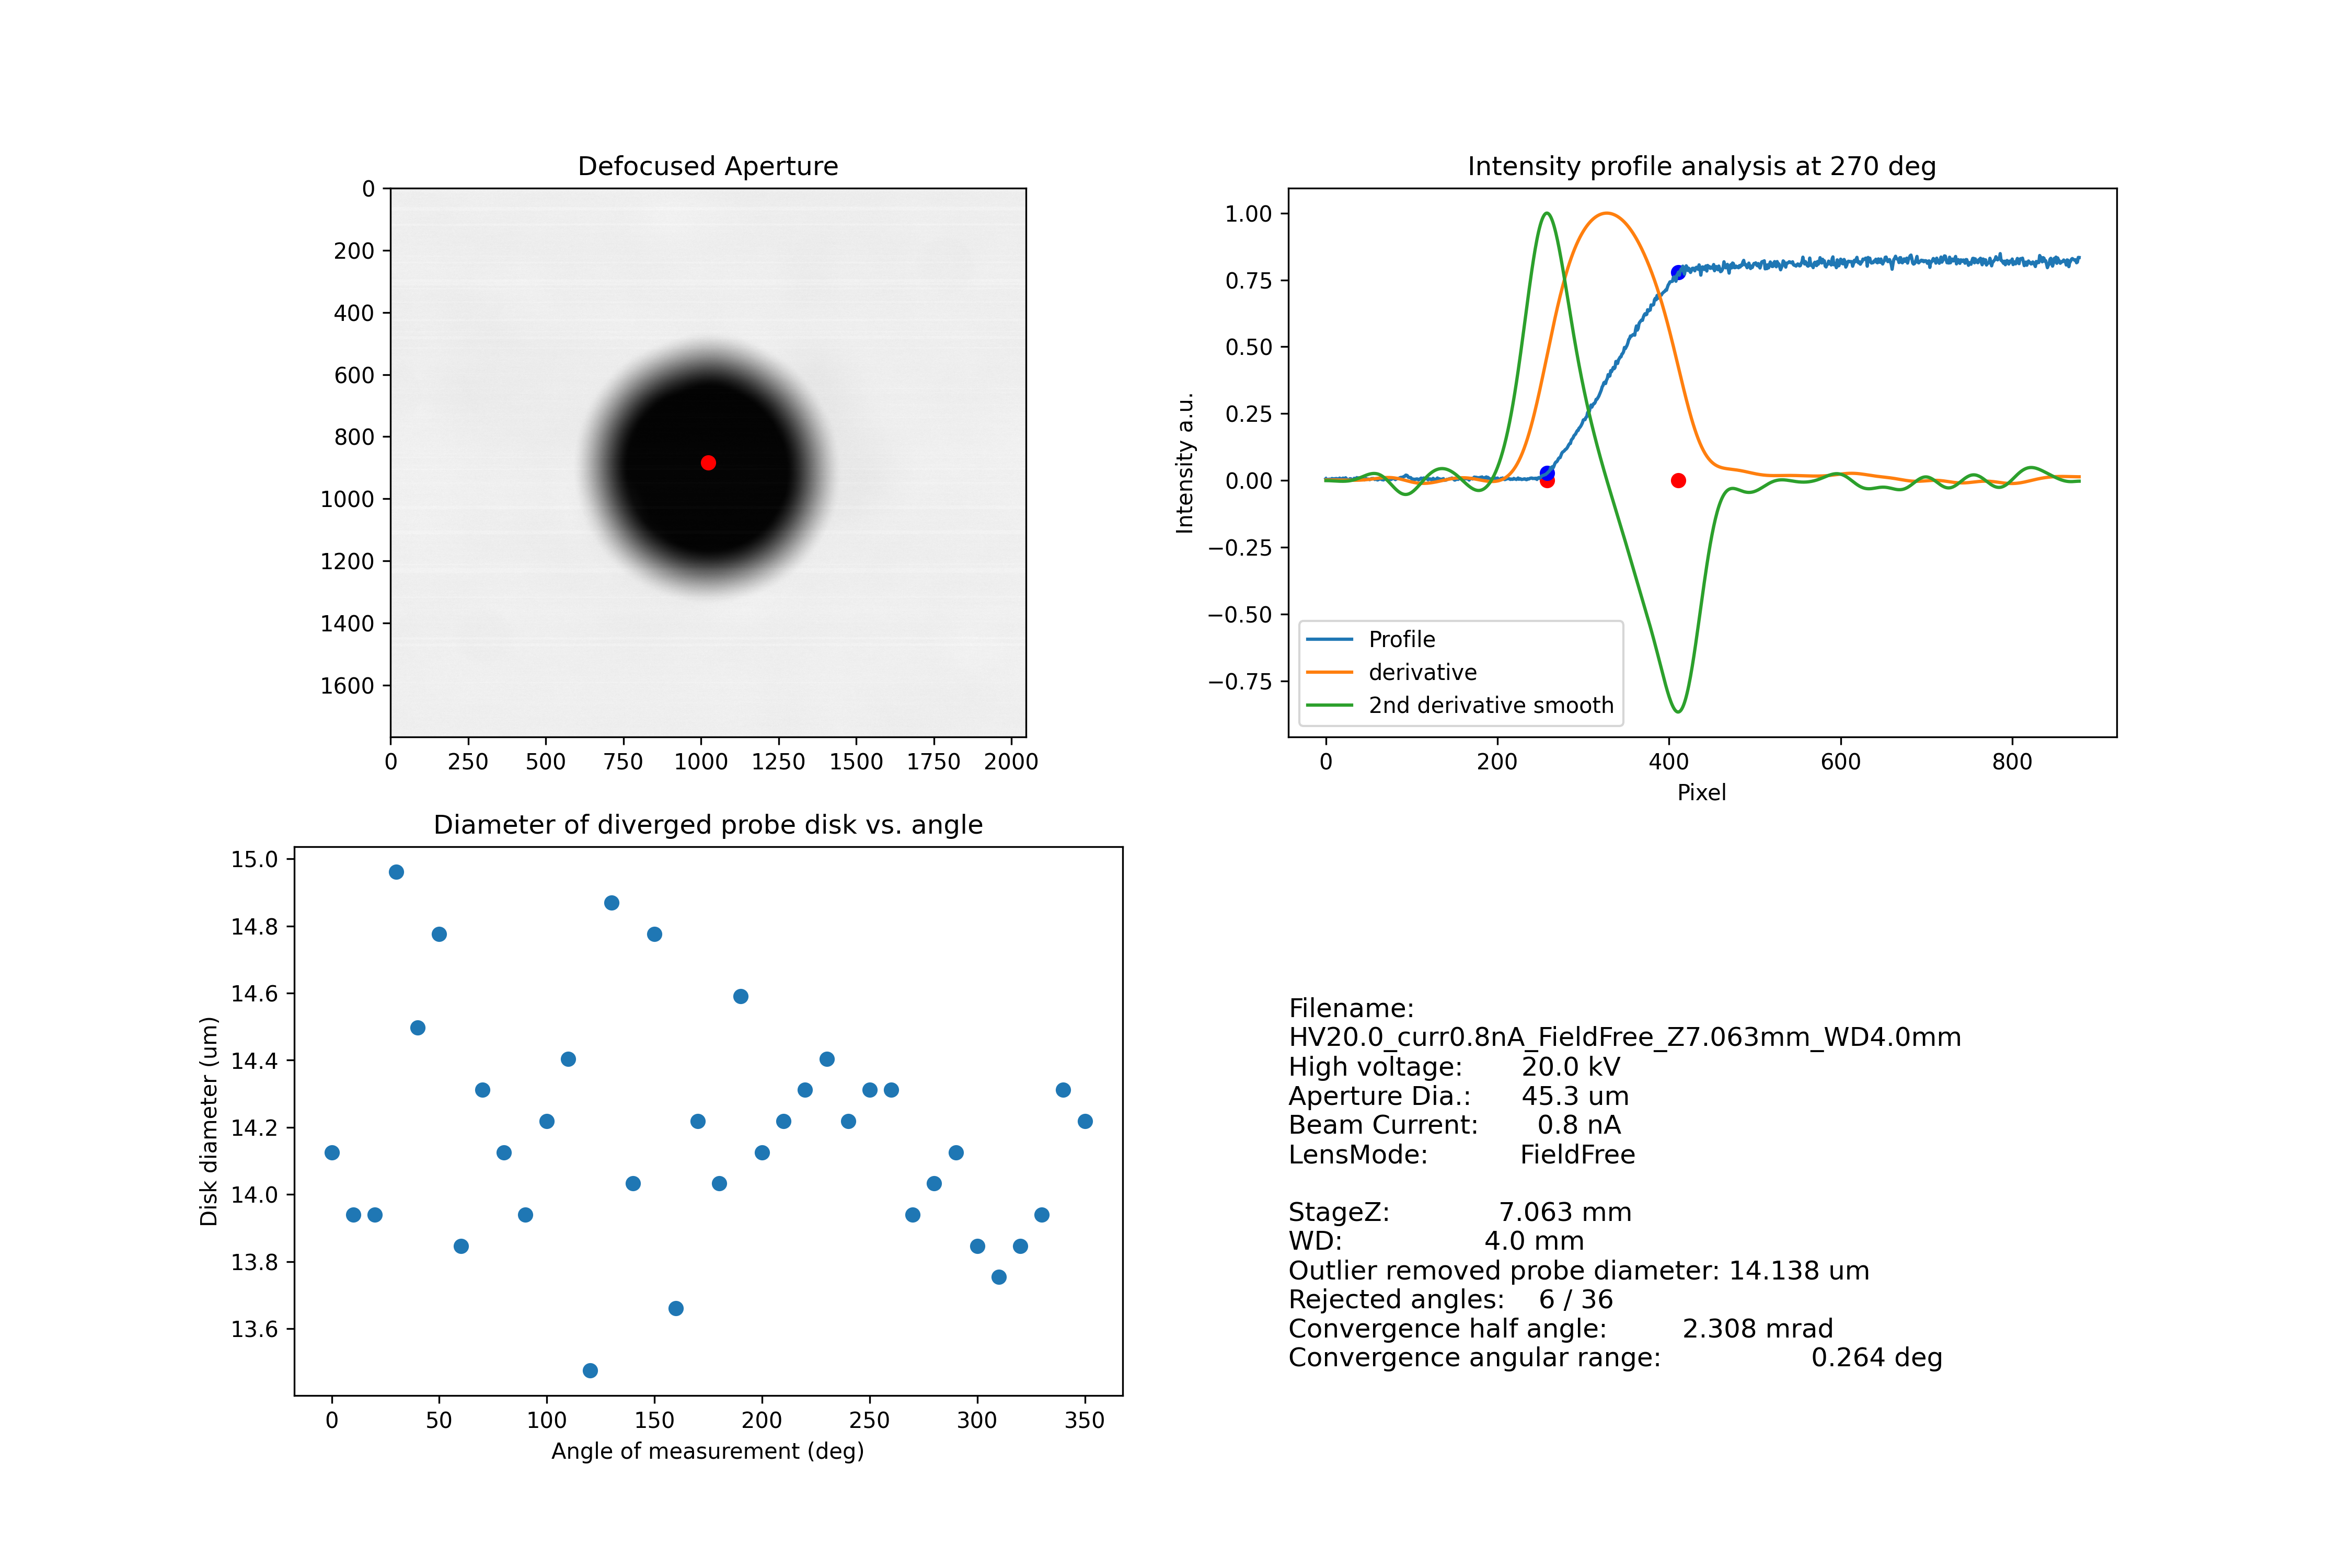 Defocused Aperture
0
200
400
600
800
1000
1200
1400
1600
0 250 500 750 1000 1250 1500 1750 2000
Intensity profile analysis at 270 deg
1.00
0.75
0.50
0.25
0.00
−0.25
−0.50
−0.75
Intensity a.u.
Profile
derivative
2nd derivative smooth
0 200 400 600 800
Pixel
Diameter of diverged probe disk vs. angle
15.0
14.8
14.6
14.4
14.2
14.0
13.8
13.6
Disk diameter (um)
0 50 100 150 200 250 300 350
Angle of measurement (deg)
Filename:
HV20.0_curr0.8nA_FieldFree_Z7.063mm_WD4.0mm
High voltage: 20.0 kV
Aperture Dia.: 45.3 um
Beam Current: 0.8 nA
LensMode: FieldFree
StageZ: 7.063 mm
WD: 4.0 mm
Outlier removed probe diameter: 14.138 um
Rejected angles: 6 / 36
Convergence half angle: 2.308 mrad
Convergence angular range: 0.264 deg